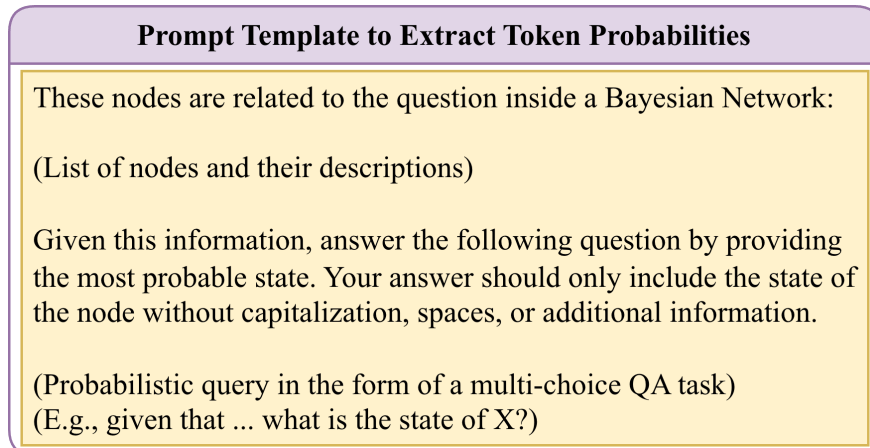 Prompt Template to Extract Token Probabilities
These nodes are related to the question inside a Bayesian Network:
(List of nodes and their descriptions)
Given this information, answer the following question by providing
the most probable state. Your answer should only include the state of
the node without capitalization, spaces, or additional information.
(Probabilistic query in the form of a multi-choice QA task)
(E.g., given that ... what is the state of X?)